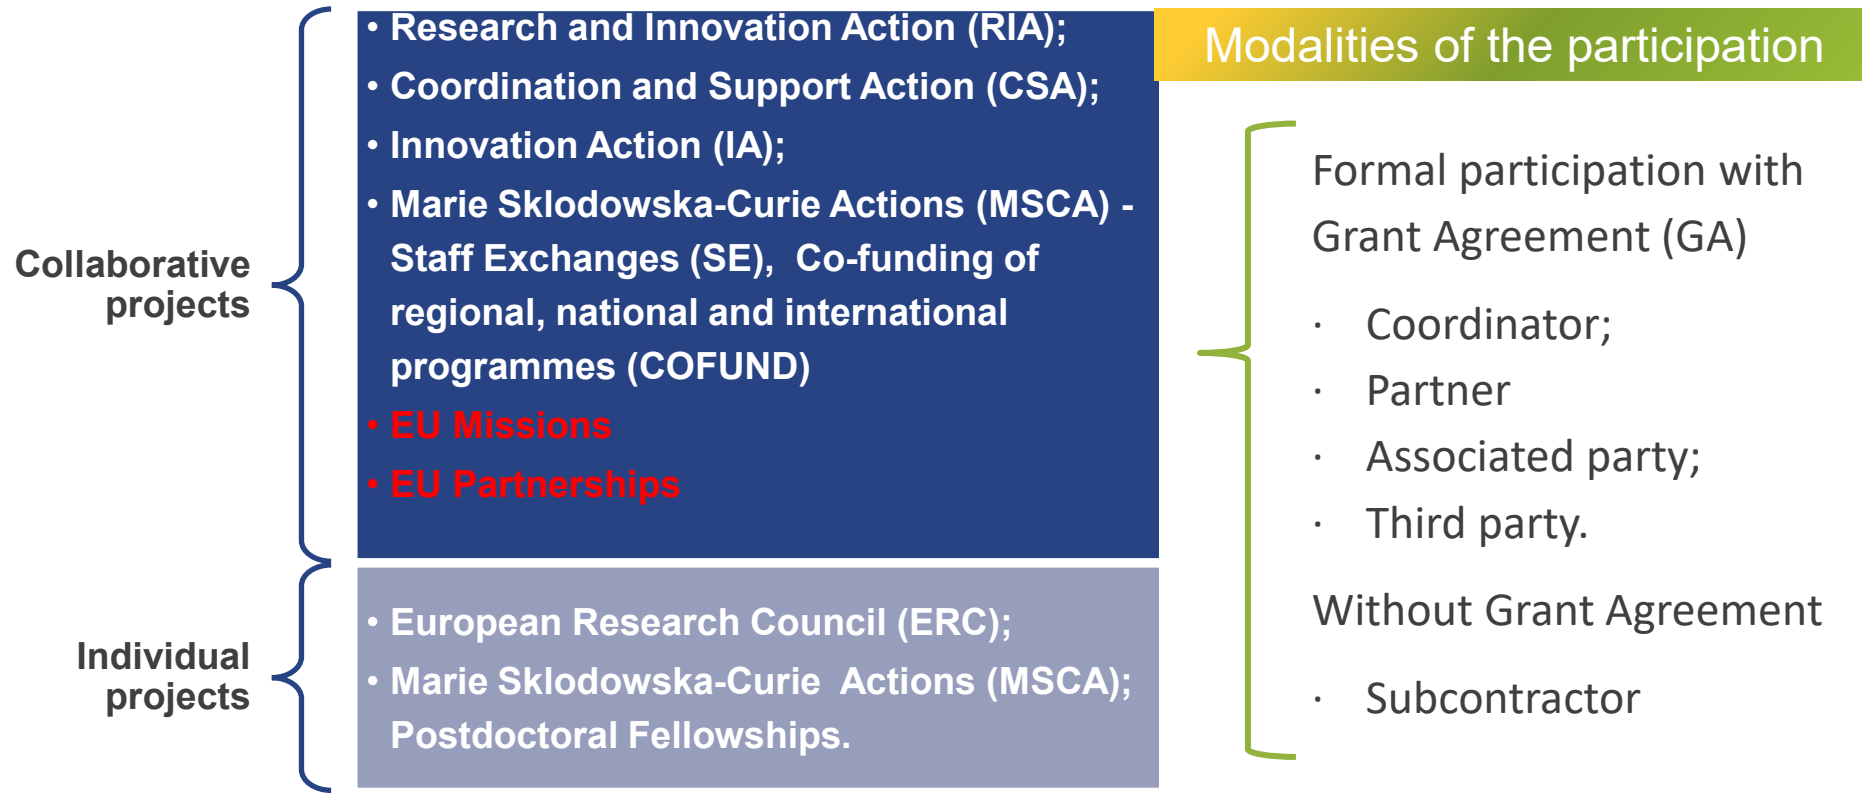 Collaborative
projects
• Research and Innovation Action (RIA);
• Coordination and Support Action (CSA);
• Innovation Action (IA);
• Marie Sklodowska-Curie Actions (MSCA) -
Staff Exchanges (SE), Co-funding of
regional, national and international
programmes (COFUND)
• EU Missions
• EU Partnerships
Individual
projects
• European Research Council (ERC);
• Marie Sklodowska-Curie Actions (MSCA);
Postdoctoral Fellowships.
Modalities of the participation
Formal participation with
Grant Agreement (GA)
· Coordinator;
· Partner
· Associated party;
· Third party.
Without Grant Agreement
· Subcontractor